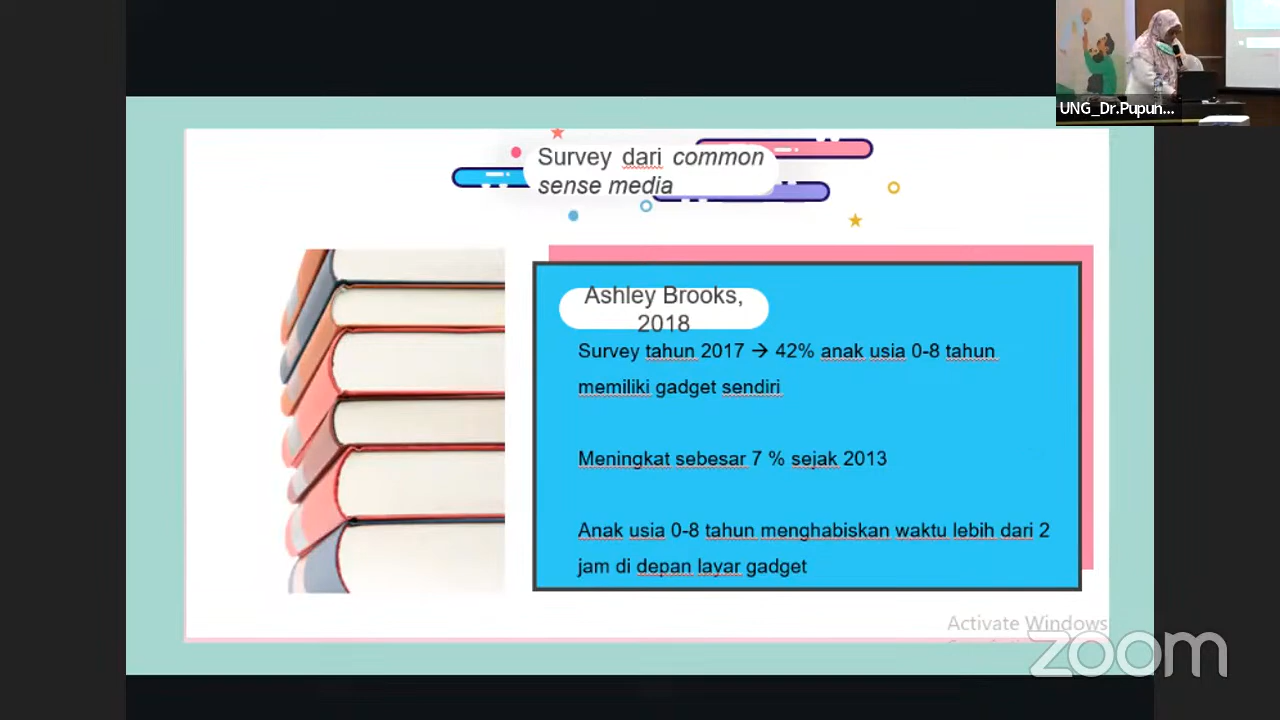 UNG_Dr.Pupun...
Survey dari common
sense media
Ashley Brooks,
2018
Survey tahun 2017 → 42% anak usia 0-8 tahun
memiliki gadget sendiri
Meningkat sebesar 7 % sejak 2013
Anak usia 0-8 tahun menghabiskan waktu lebih dari 2
jam di depan layar gadget
Activate Windows
zoom